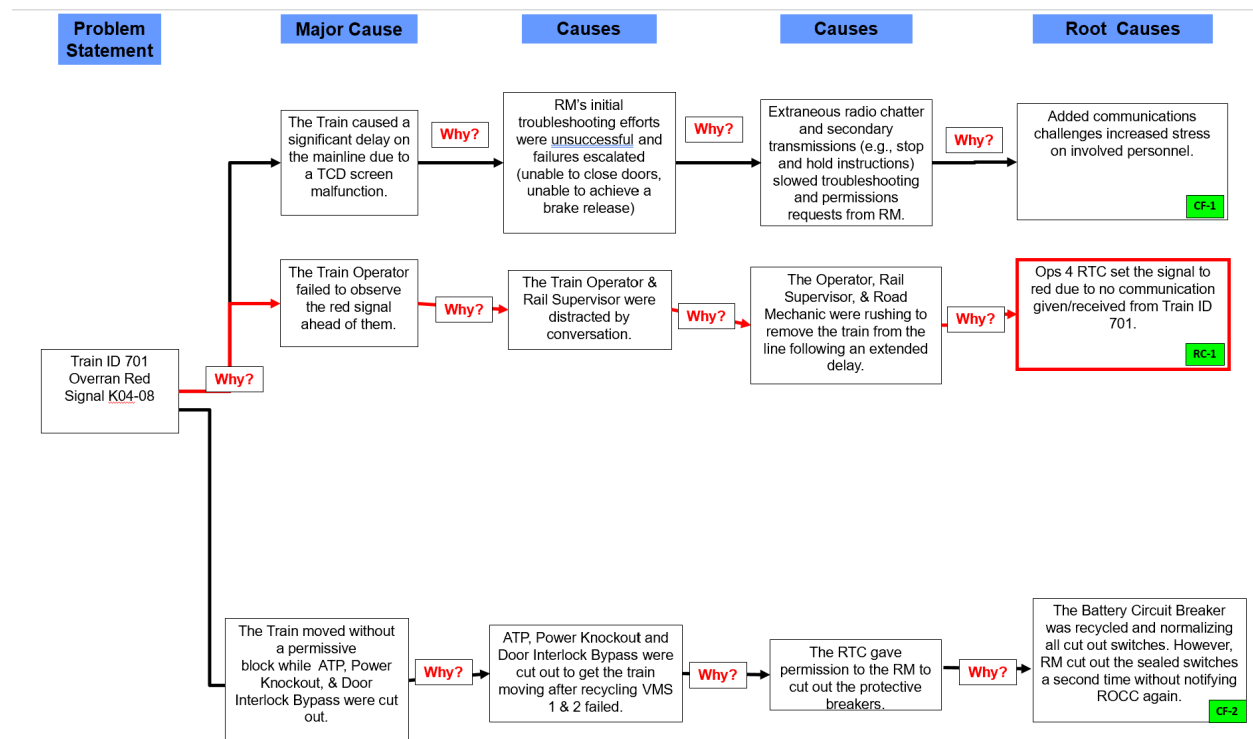 Problem
Statement
Major Cause
Causes
Causes
Root Causes
The Train caused a
significant delay on
the mainline due to
a TCD screen
malfunction.
Why?
RM's initial
troubleshooting efforts
were unsuccessful and
failures escalated
(unable to close doors,
unable to achieve a
brake release)
Why?
Extraneous radio chatter
and secondary
transmissions (e.g., stop
and hold instructions)
slowed troubleshooting
and permissions
requests from RM.
Why?
Added communications
challenges increased stress
on involved personnel.
CF-1
The Train Operator
failed to observe
the red signal
ahead of them.
Why?
The Train Operator &
Rail Supervisor were
distracted by
conversation.
Why?
The Operator, Rail
Supervisor, & Road
Mechanic were rushing to
remove the train from the
line following an extended
delay.
Why?
Ops 4 RTC set the signal to
red due to no communication
given/received from Train ID
701.
RC-1
Train ID 701
Overran Red
Signal K04-08
Why?
The Train moved without
a permissive
block while ATP, Power
Knockout, & Door
Interlock Bypass were cut
out.
Why?
ATP, Power Knockout and
Door Interlock Bypass were
cut out to get the train
moving after recycling VMS
1 & 2 failed.
Why?
The RTC gave
permission to the RM to
cut out the protective
breakers.
Why?
The Battery Circuit Breaker
was recycled and normalizing
all cut out switches. However,
RM cut out the sealed switches
a second time without notifying
ROCC again.
CF-2